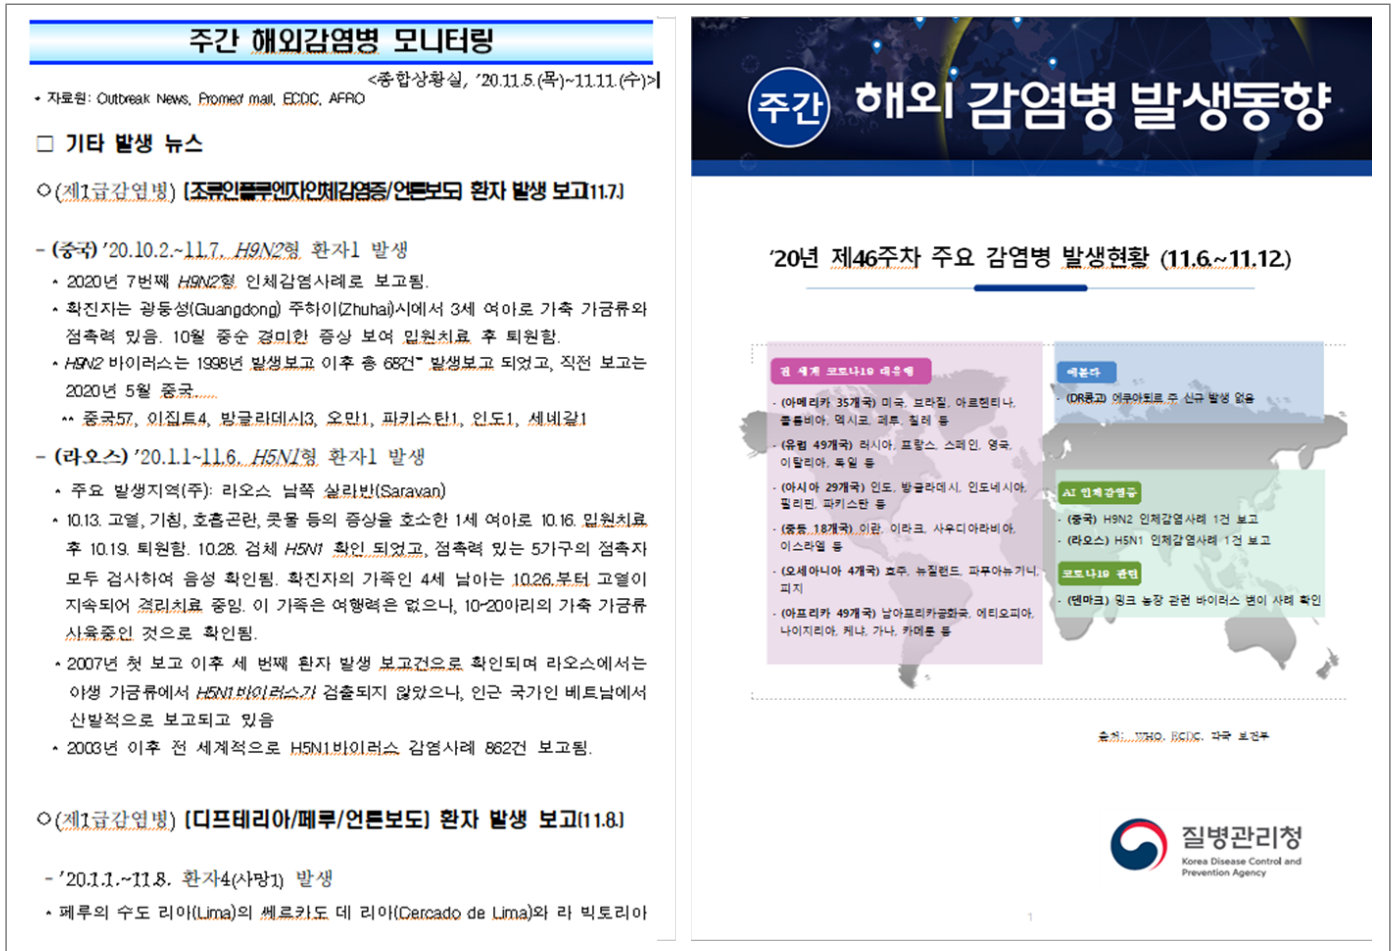 주간 해외감염병 모니터링
<종합상황실, '20.11.5.(목)~11.11.(수)>
* 자료원: Outbreak News, Promed mail, ECDC, AFRO
□ 기타 발생 뉴스
○(제1급감염병) [조류인플루엔자인체감염증/언론보도] 환자 발생 보고(11.7.)
- (중국) '20.10.2.~11.7. H9N2형 환자1 발생
* 2020년 7번째 H9N2형 인체감염사례로 보고됨.
* 확진자는 광둥성(Guangdong) 주하이(Zhuhai)시에서 3세 여아로 가축 가금류와
접촉력 있음. 10월 중순 경미한 증상 보여 입원치료 후 퇴원함.
* H9N2 바이러스는 1998년 발생보고 이후 총 68건** 발생보고 되었고, 직전 보고는
2020년 5월 중국.
** 중국57, 이집트4, 방글라데시3, 오만1, 파키스탄1, 인도1, 세네갈1
- (라오스) '20.1.1~11.6. H5N1형 환자1 발생
* 주요 발생지역(주): 라오스 남쪽 살라반(Saravan)
* 10.13. 고열, 기침, 호흡곤란, 콧물 등의 증상을 호소한 1세 여아로 10.16. 입원치료
후 10.19. 퇴원함. 10.28. 검체 H5N1 확인 되었고, 접촉력 있는 5가구의 접촉자
모두 검사하여 음성 확인됨. 확진자의 가족인 4세 남아는 10.26.부터 고열이
지속되어 격리치료 중임. 이 가족은 여행력은 없으나, 10-20마리의 가축 가금류
사육중인 것으로 확인됨.
* 2007년 첫 보고 이후 세 번째 환자 발생 보고건으로 확인되며 라오스에서는
야생 가금류에서 H5N1바이러스가 검출되지 않았으나, 인근 국가인 베트남에서
산발적으로 보고되고 있음
* 2003년 이후 전 세계적으로 H5N1바이러스 감염사례 862건 보고됨.
○(제1급감염병) [디프테리아/페루/언론보도] 환자 발생 보고(11.8.)
- '20.1.1.~11.8. 환자4(사망1) 발생
* 페루의 수도 리아(Lima)의 쎄르카도 데 리아(Cercado de Lima)와 라 빅토리아
주간 해외 감염병 발생동향
'20년 제46주차 주요 감염병 발생현황 (11.6.~11.12.)
전 세계 코로나19 대유행
· (아메리카 35개국) 미국, 브라질, 아르헨티나,
콜롬비아, 멕시코, 페루, 칠레 등
· (유럽 49개국) 러시아, 프랑스, 스페인, 영국,
이탈리아, 독일 등
· (아시아 29개국) 인도, 방글라데시, 인도네시아,
필리핀, 파키스탄 등
· (중동 18개국) 이란, 이라크, 사우디아라비아,
이스라엘 등
· (오세아니아 4개국) 호주, 뉴질랜드, 파푸아뉴기니,
피지
· (아프리카 49개국) 남아프리카공화국, 에티오피아,
나이지리아, 케냐, 가나, 카메룬 등
에볼라
· (DR콩고) 에쿠아퇴르 주 신규 발생 없음
AI 인체감염증
· (중국) H9N2 인체감염사례 1건 보고
· (라오스) H5N1 인체감염사례 1건 보고
코로나19 관련
· (덴마크) 밍크 농장 관련 바이러스 변이 사례 확인
출처: WHO, ECDC, 각국 보건부
질병관리청
Korea Disease Control and
Prevention Agency
1